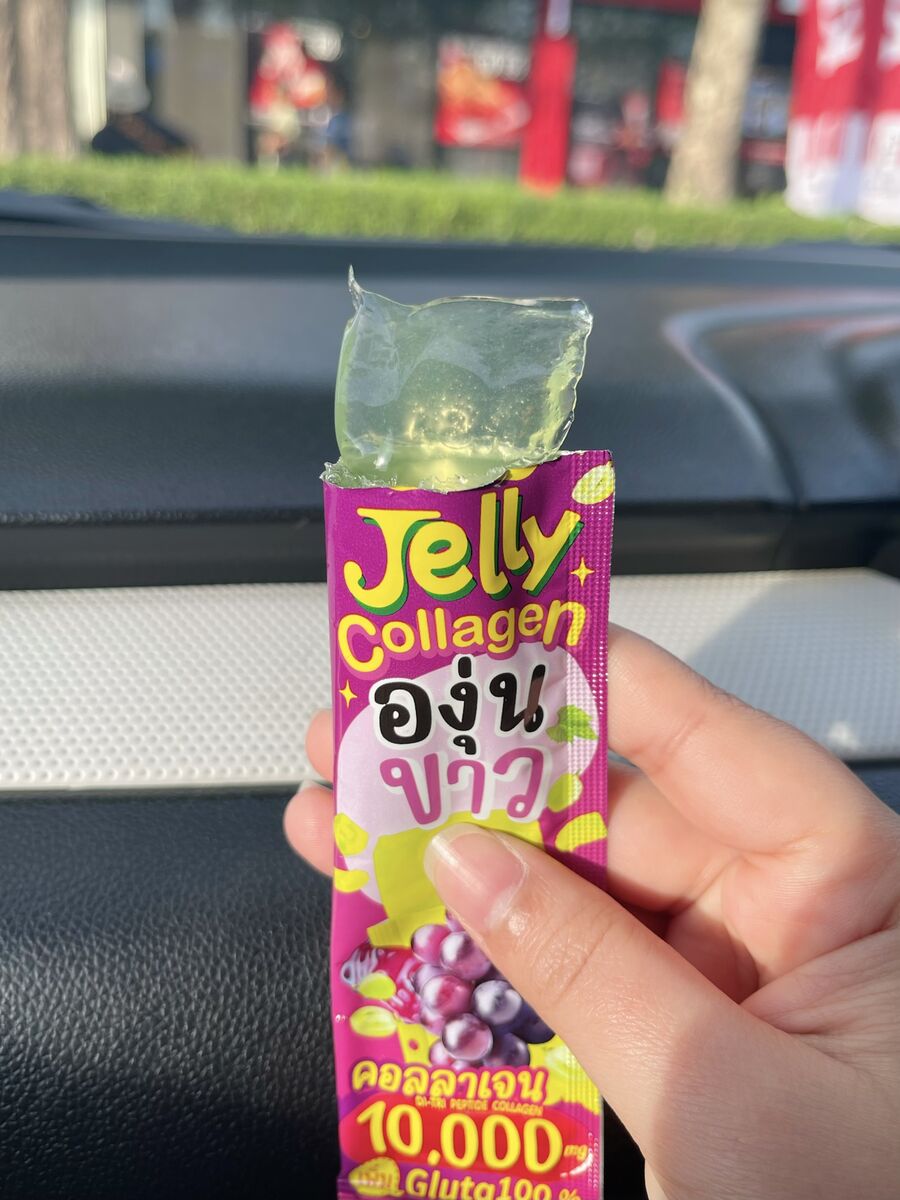 Jelly
Collagen
องุ่น
ขาว
คอลลาเจน
DI-TRI PEPTIDE COLLAGEN
10,000 mg
Gluta100 %